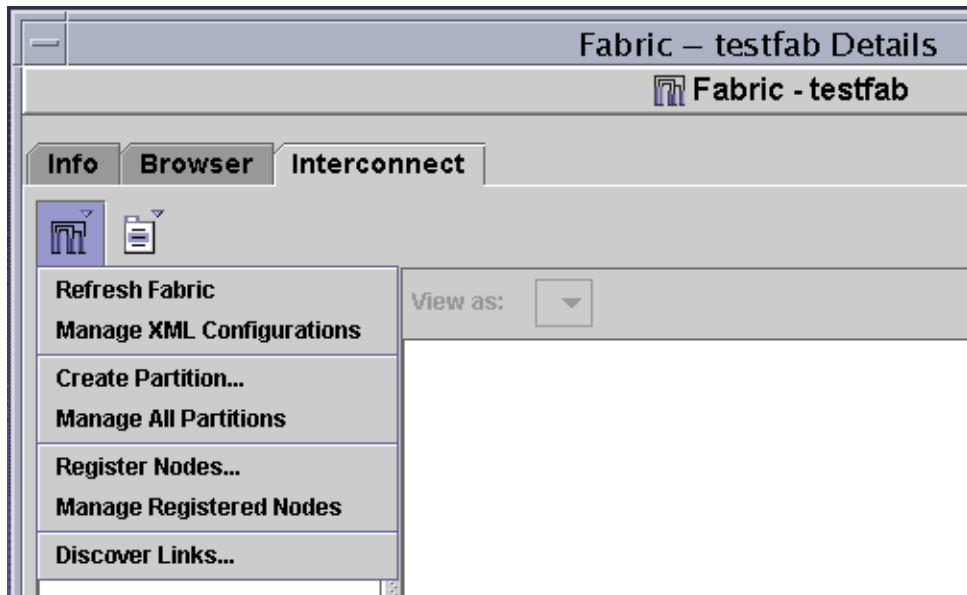 Fabric – testfab Details
Fabric - testfab
Info Browser Interconnect
Refresh Fabric
View as:
Manage XML Configurations
Create Partition...
Manage All Partitions
Register Nodes...
Manage Registered Nodes
Discover Links...